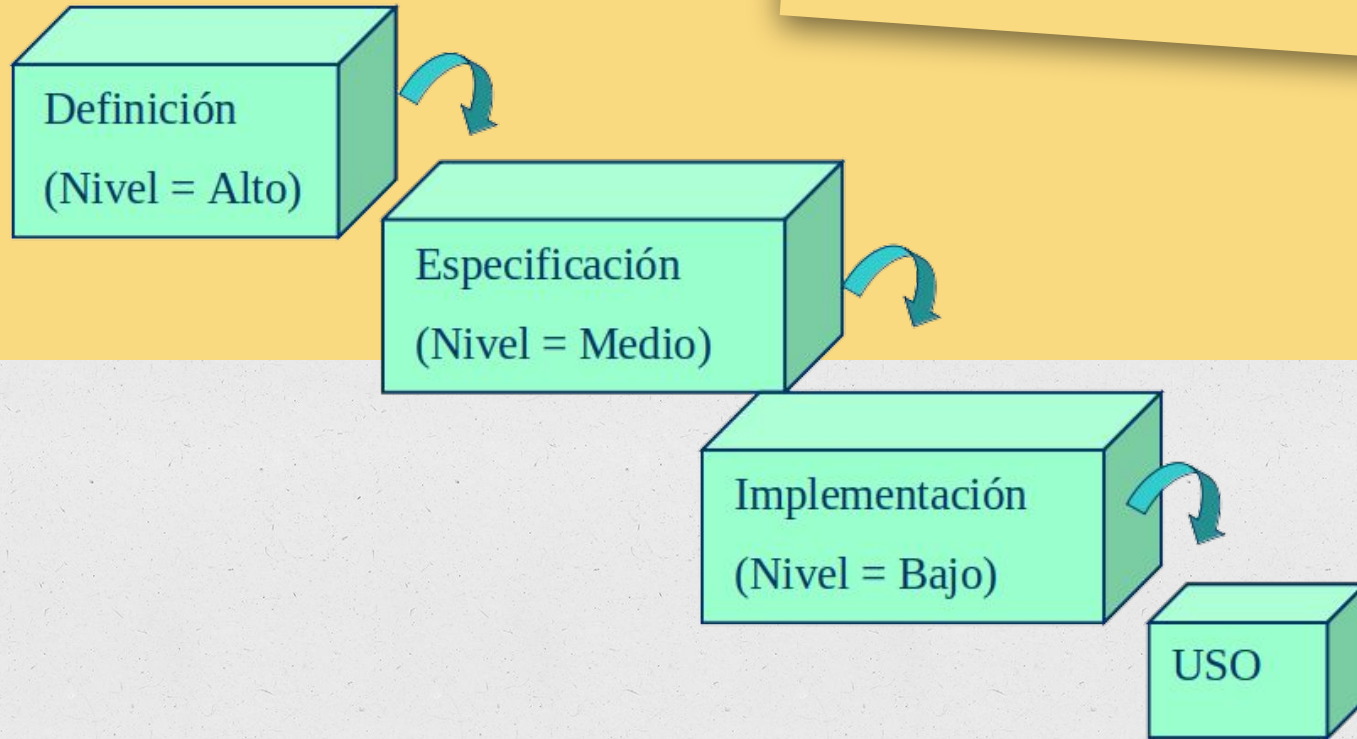 Definición
(Nivel = Alto)
Especificación
(Nivel = Medio)
Implementación
(Nivel = Bajo)
USO